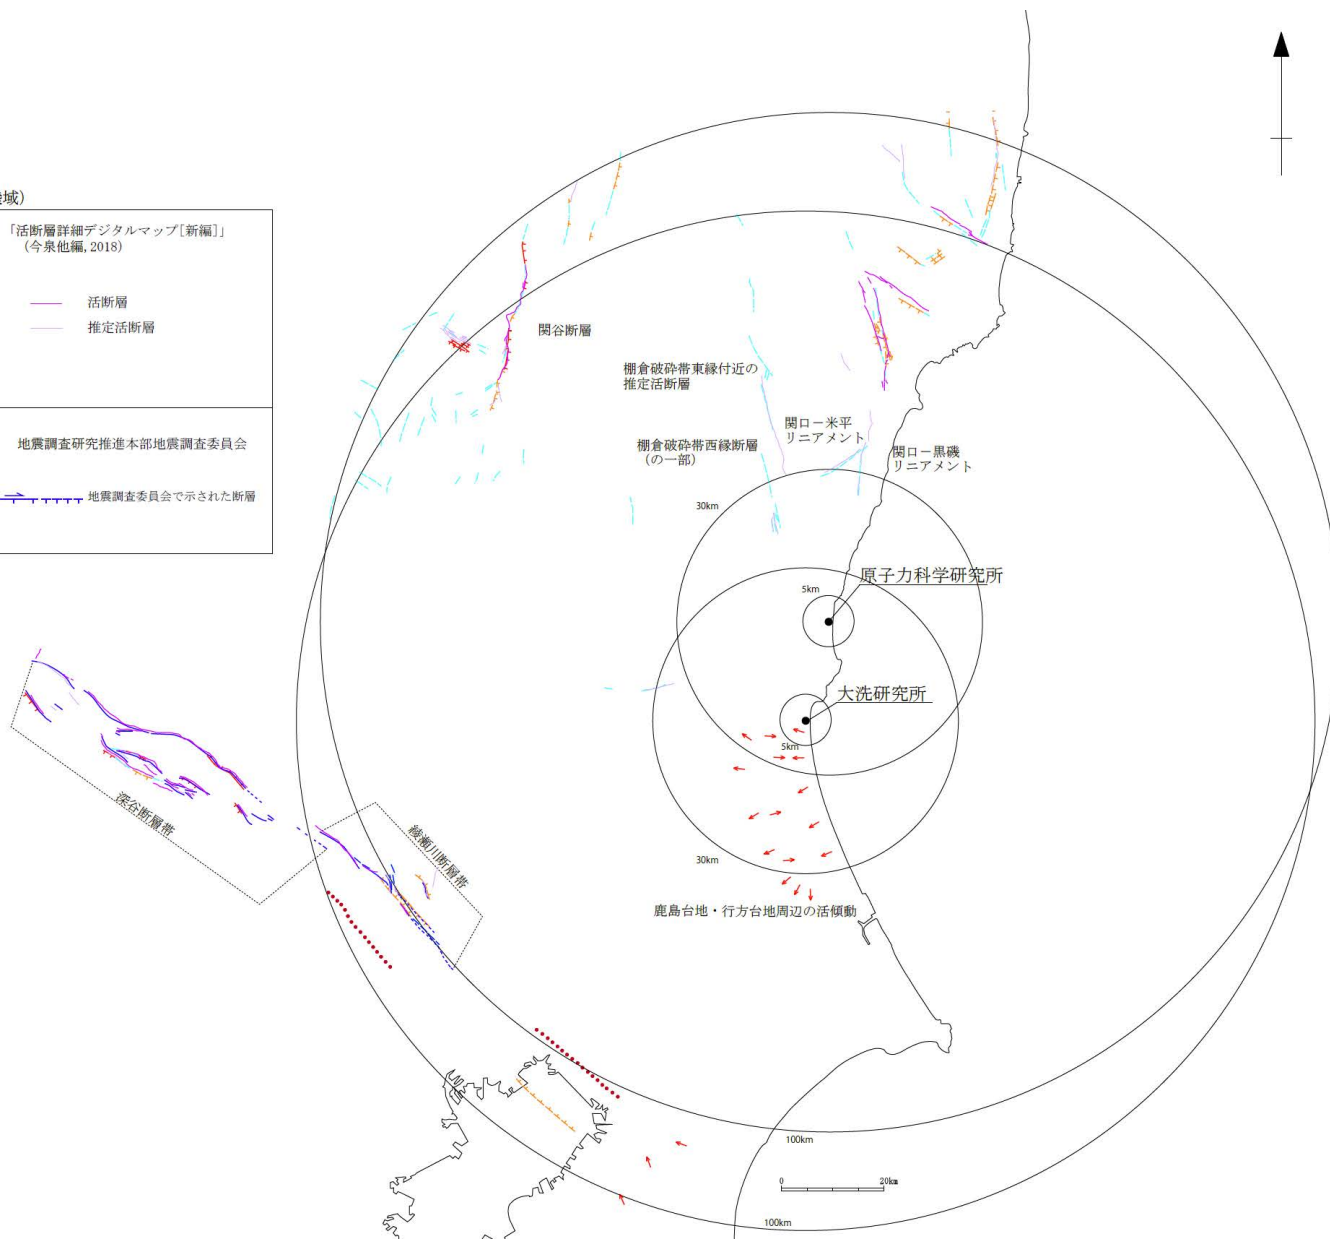 域）
「活断層詳細デジタルマップ［新編］」
（今泉他編, 2018）
活断層
推定活断層
地震調査研究推進本部地震調査委員会
地震調査委員会で示された断層
関谷断層
棚倉破砕帯東縁付近の
推定活断層
関口－米平
リニアメント
棚倉破砕帯西縁断層
（の一部）
関口－黒磯
リニアメント
30km
原子力科学研究所
5km
大洗研究所
5km
深谷断層帯
綾瀬川断層帯
30km
鹿島台地・行方台地周辺の活傾動
100km
0 20km
100km